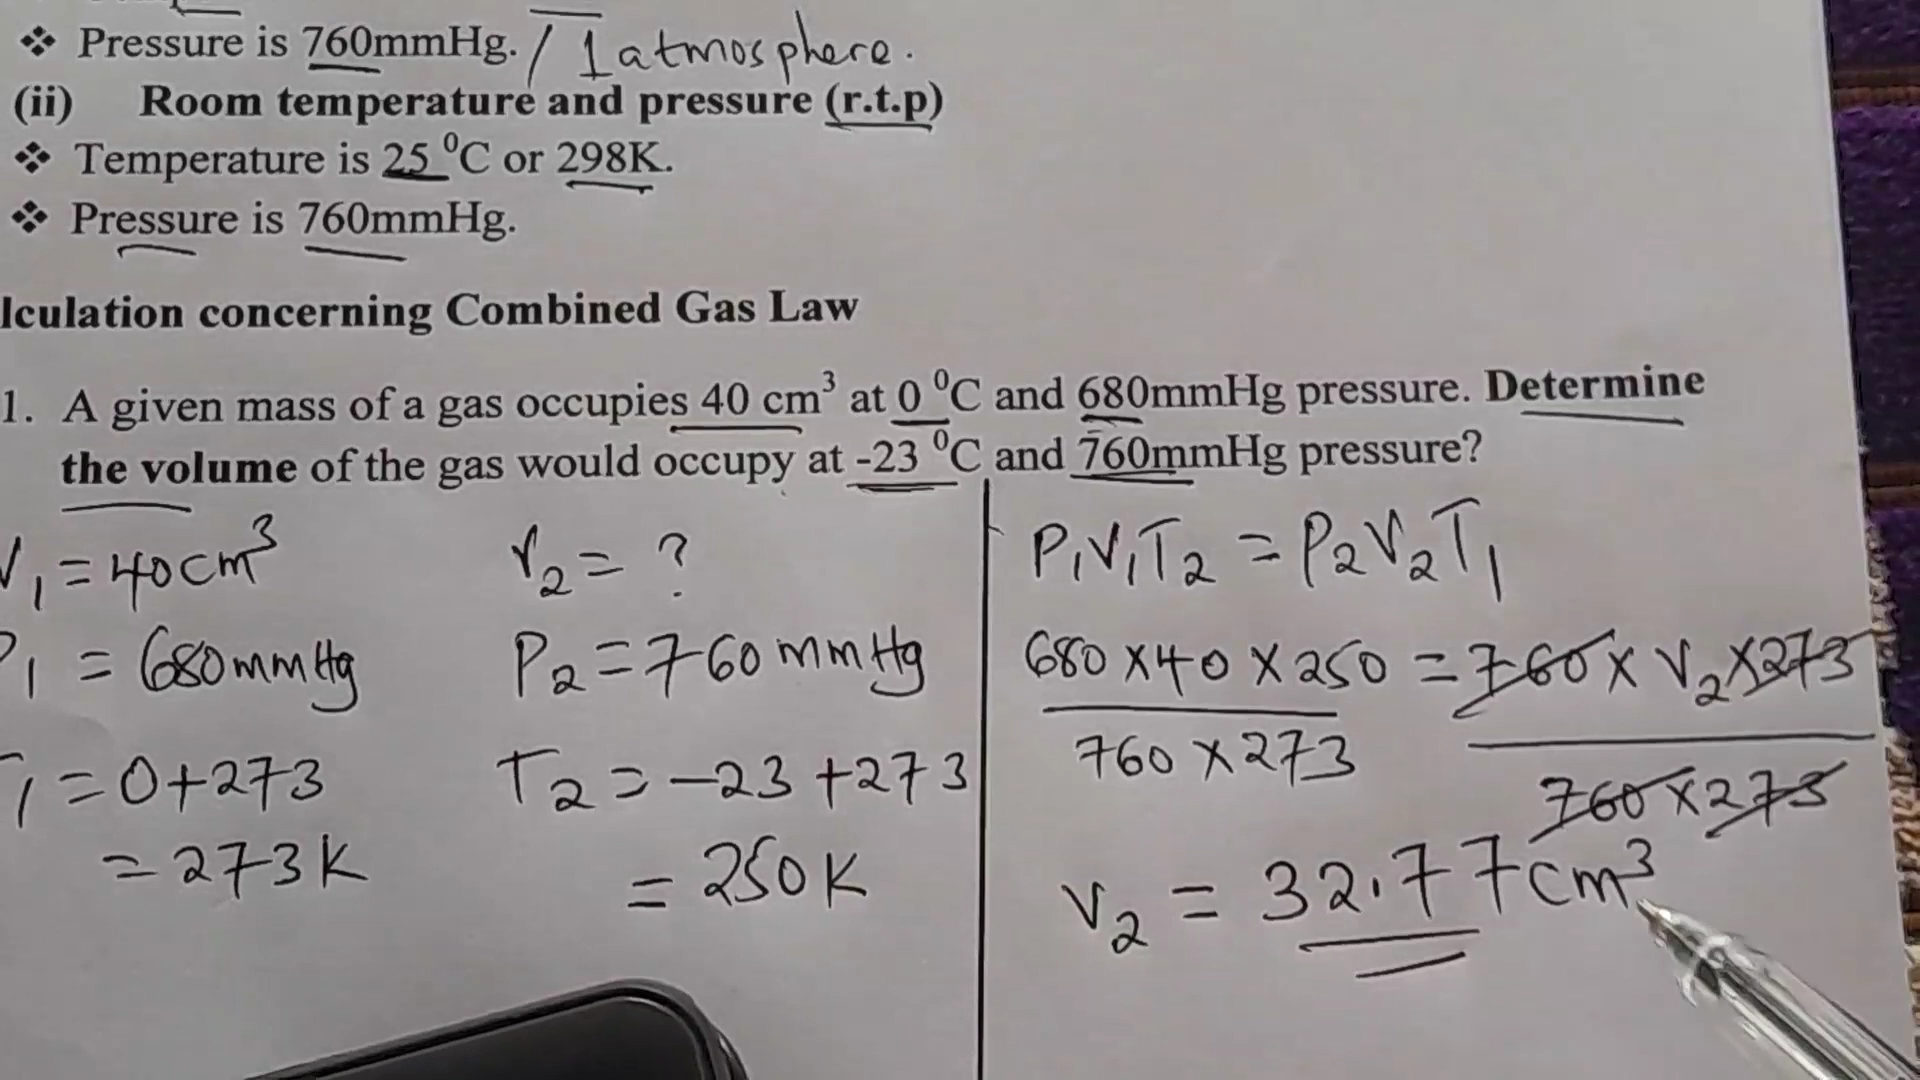 ❖ Pressure is 760mmHg. / 1 atmosphere.
(ii) Room temperature and pressure (r.t.p)
❖ Temperature is 25 ⁰C or 298K.
❖ Pressure is 760mmHg.
lculation concerning Combined Gas Law
1. A given mass of a gas occupies 40 cm³ at 0 ⁰C and 680mmHg pressure. Determine
the volume of the gas would occupy at -23 ⁰C and 760mmHg pressure?
V₁ = 40cm³
P₁ = 680mmHg
T₁ = 0+273
= 273K
V₂ = ?
P₂ = 760mmHg
T₂ = -23+273
= 250K
P₁V₁T₂ = P₂V₂T₁
680 x 40 x 250 = 760 x V₂ x 273
760 x 273 760 x 273
V₂ = 32.77cm³